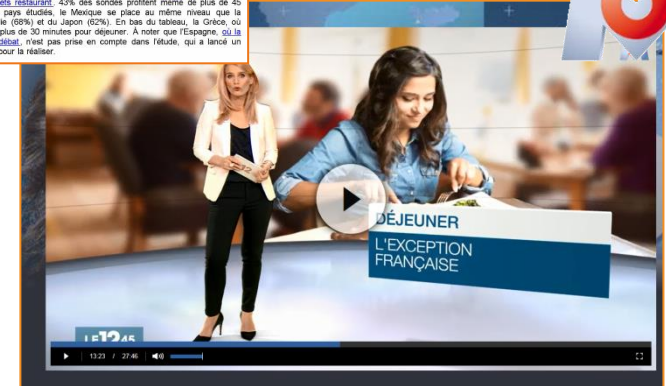 ets restaurant. 43% des sondés profitent même de plus de 45
pays étudiés, le Mexique se place au même niveau que la
lie (68%) et du Japon (62%). En bas du tableau, la Grèce, où
plus de 30 minutes pour déjeuner. À noter que l'Espagne, où la
débat, n'est pas prise en compte dans l'étude, qui a lancé un
pour la réaliser.
DÉJEUNER
L'EXCEPTION
FRANÇAISE
LE 12 45
13:23 / 27:46